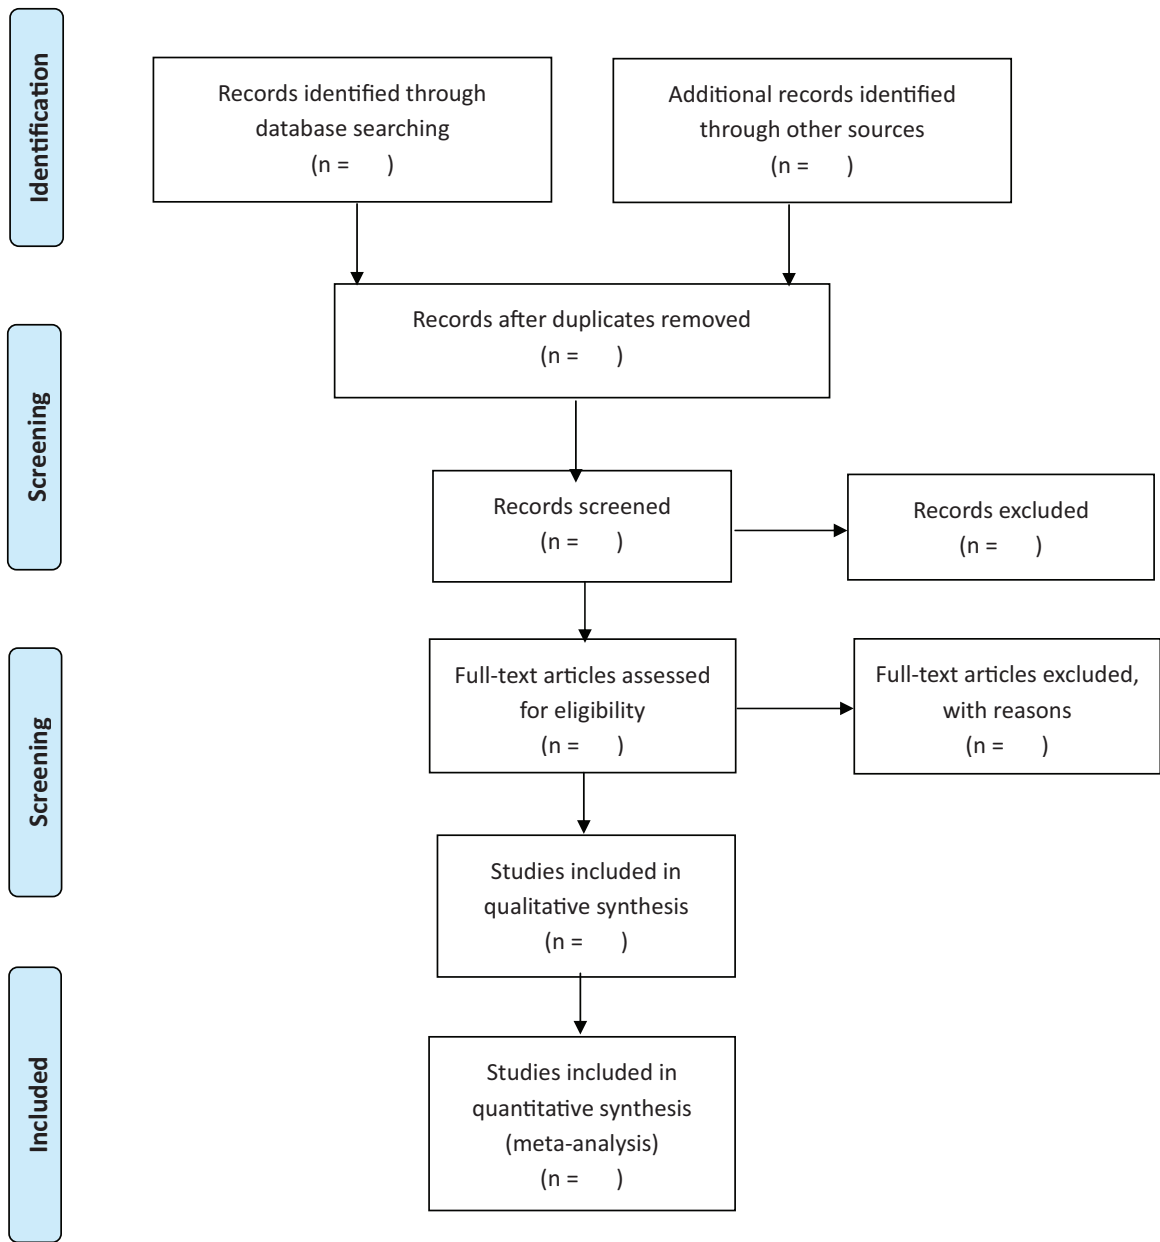 Identification
Records identified through
database searching
(n =    )
Additional records identified
through other sources
(n =    )
Screening
Records after duplicates removed
(n =    )
Records screened
(n =    )
Records excluded
(n =    )
Screening
Full-text articles assessed
for eligibility
(n =    )
Full-text articles excluded,
with reasons
(n =    )
Studies included in
qualitative synthesis
(n =    )
Included
Studies included in
quantitative synthesis
(meta-analysis)
(n =    )